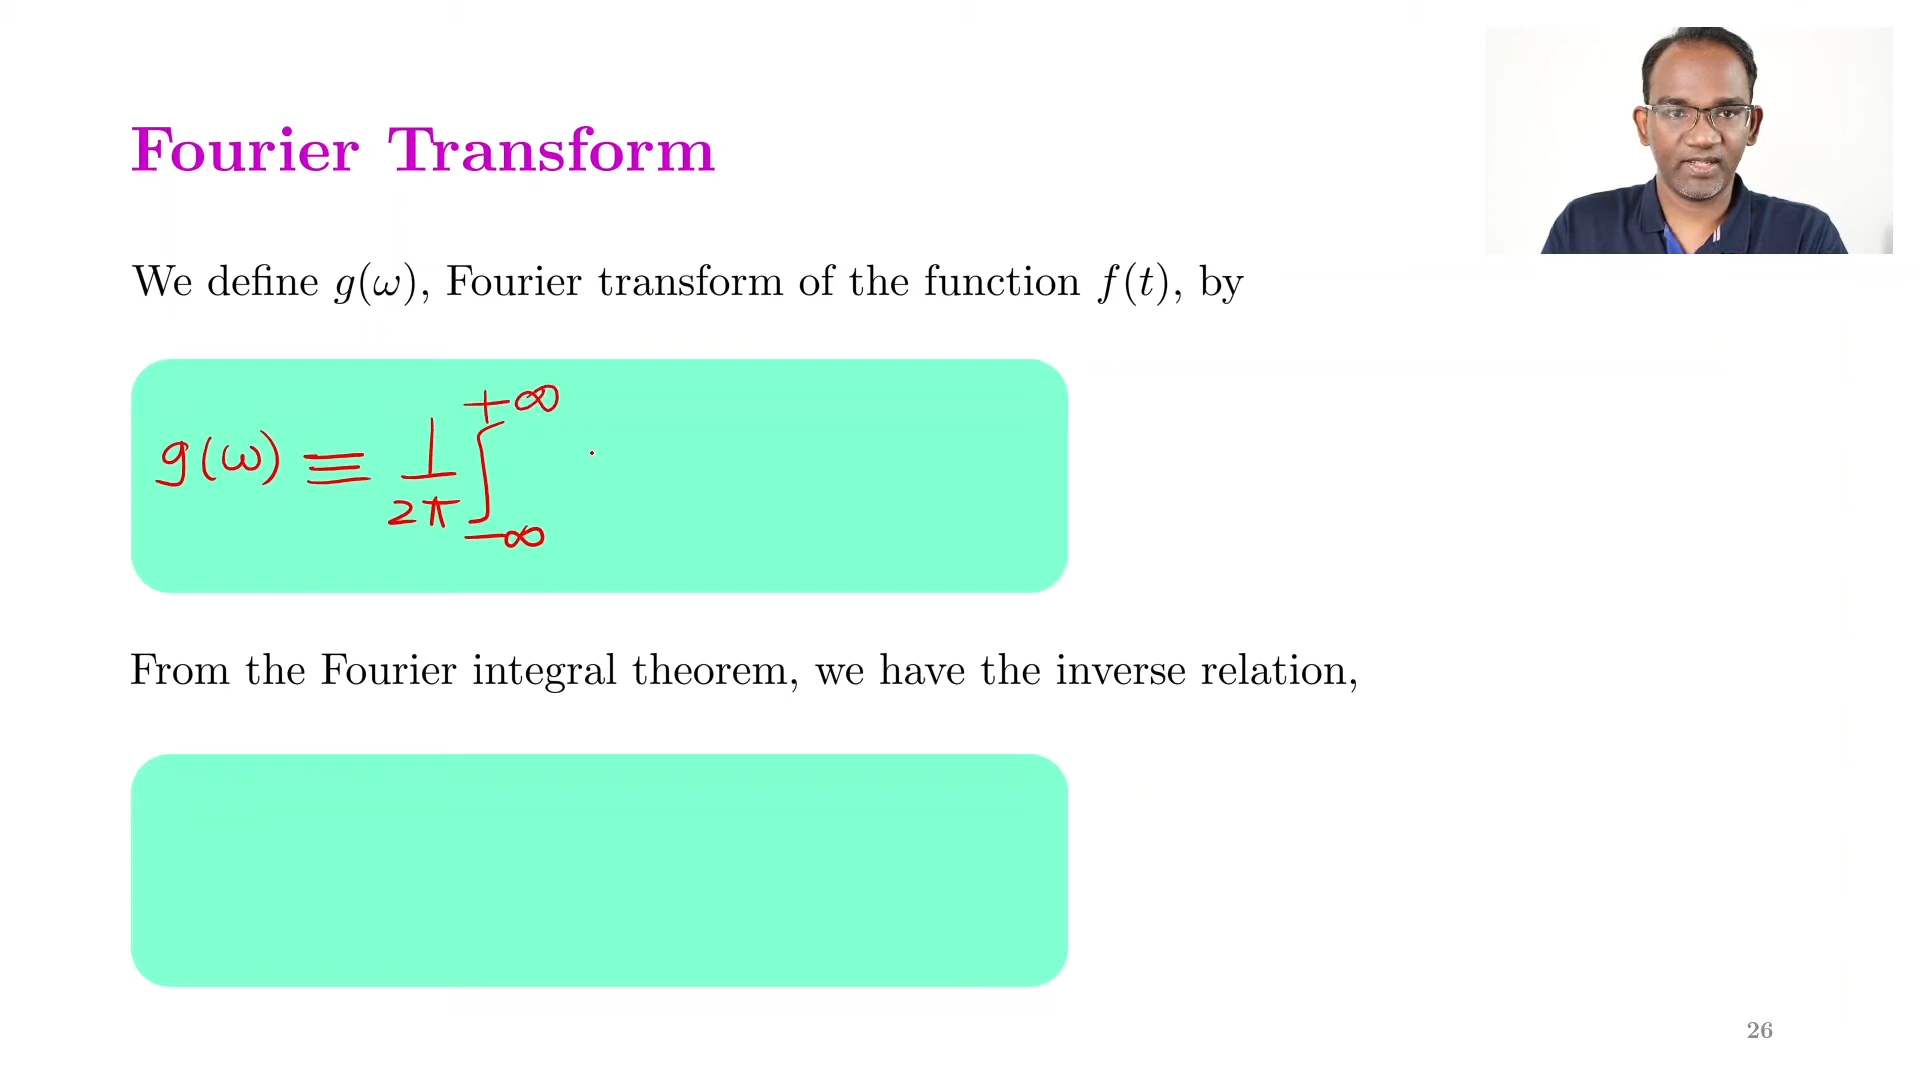 Fourier Transform
We define g(ω), Fourier transform of the function f(t), by
g(ω) ≡ 1/2π ∫_{-∞}^{+∞}
From the Fourier integral theorem, we have the inverse relation,
26